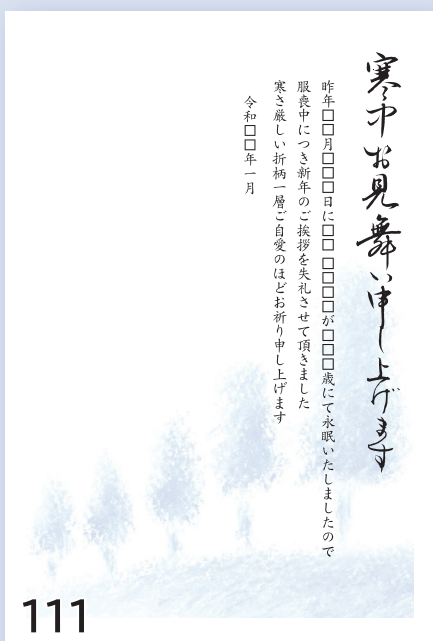 寒中お見舞い申し上げます
昨年□□月□□□日に□□ □□□□が□□□歳にて永眠いたしましたので
服喪中につき新年のご挨拶を失礼させて頂きました
寒さ厳しい折柄一層ご自愛のほどお祈り申し上げます
令和□□年一月
111